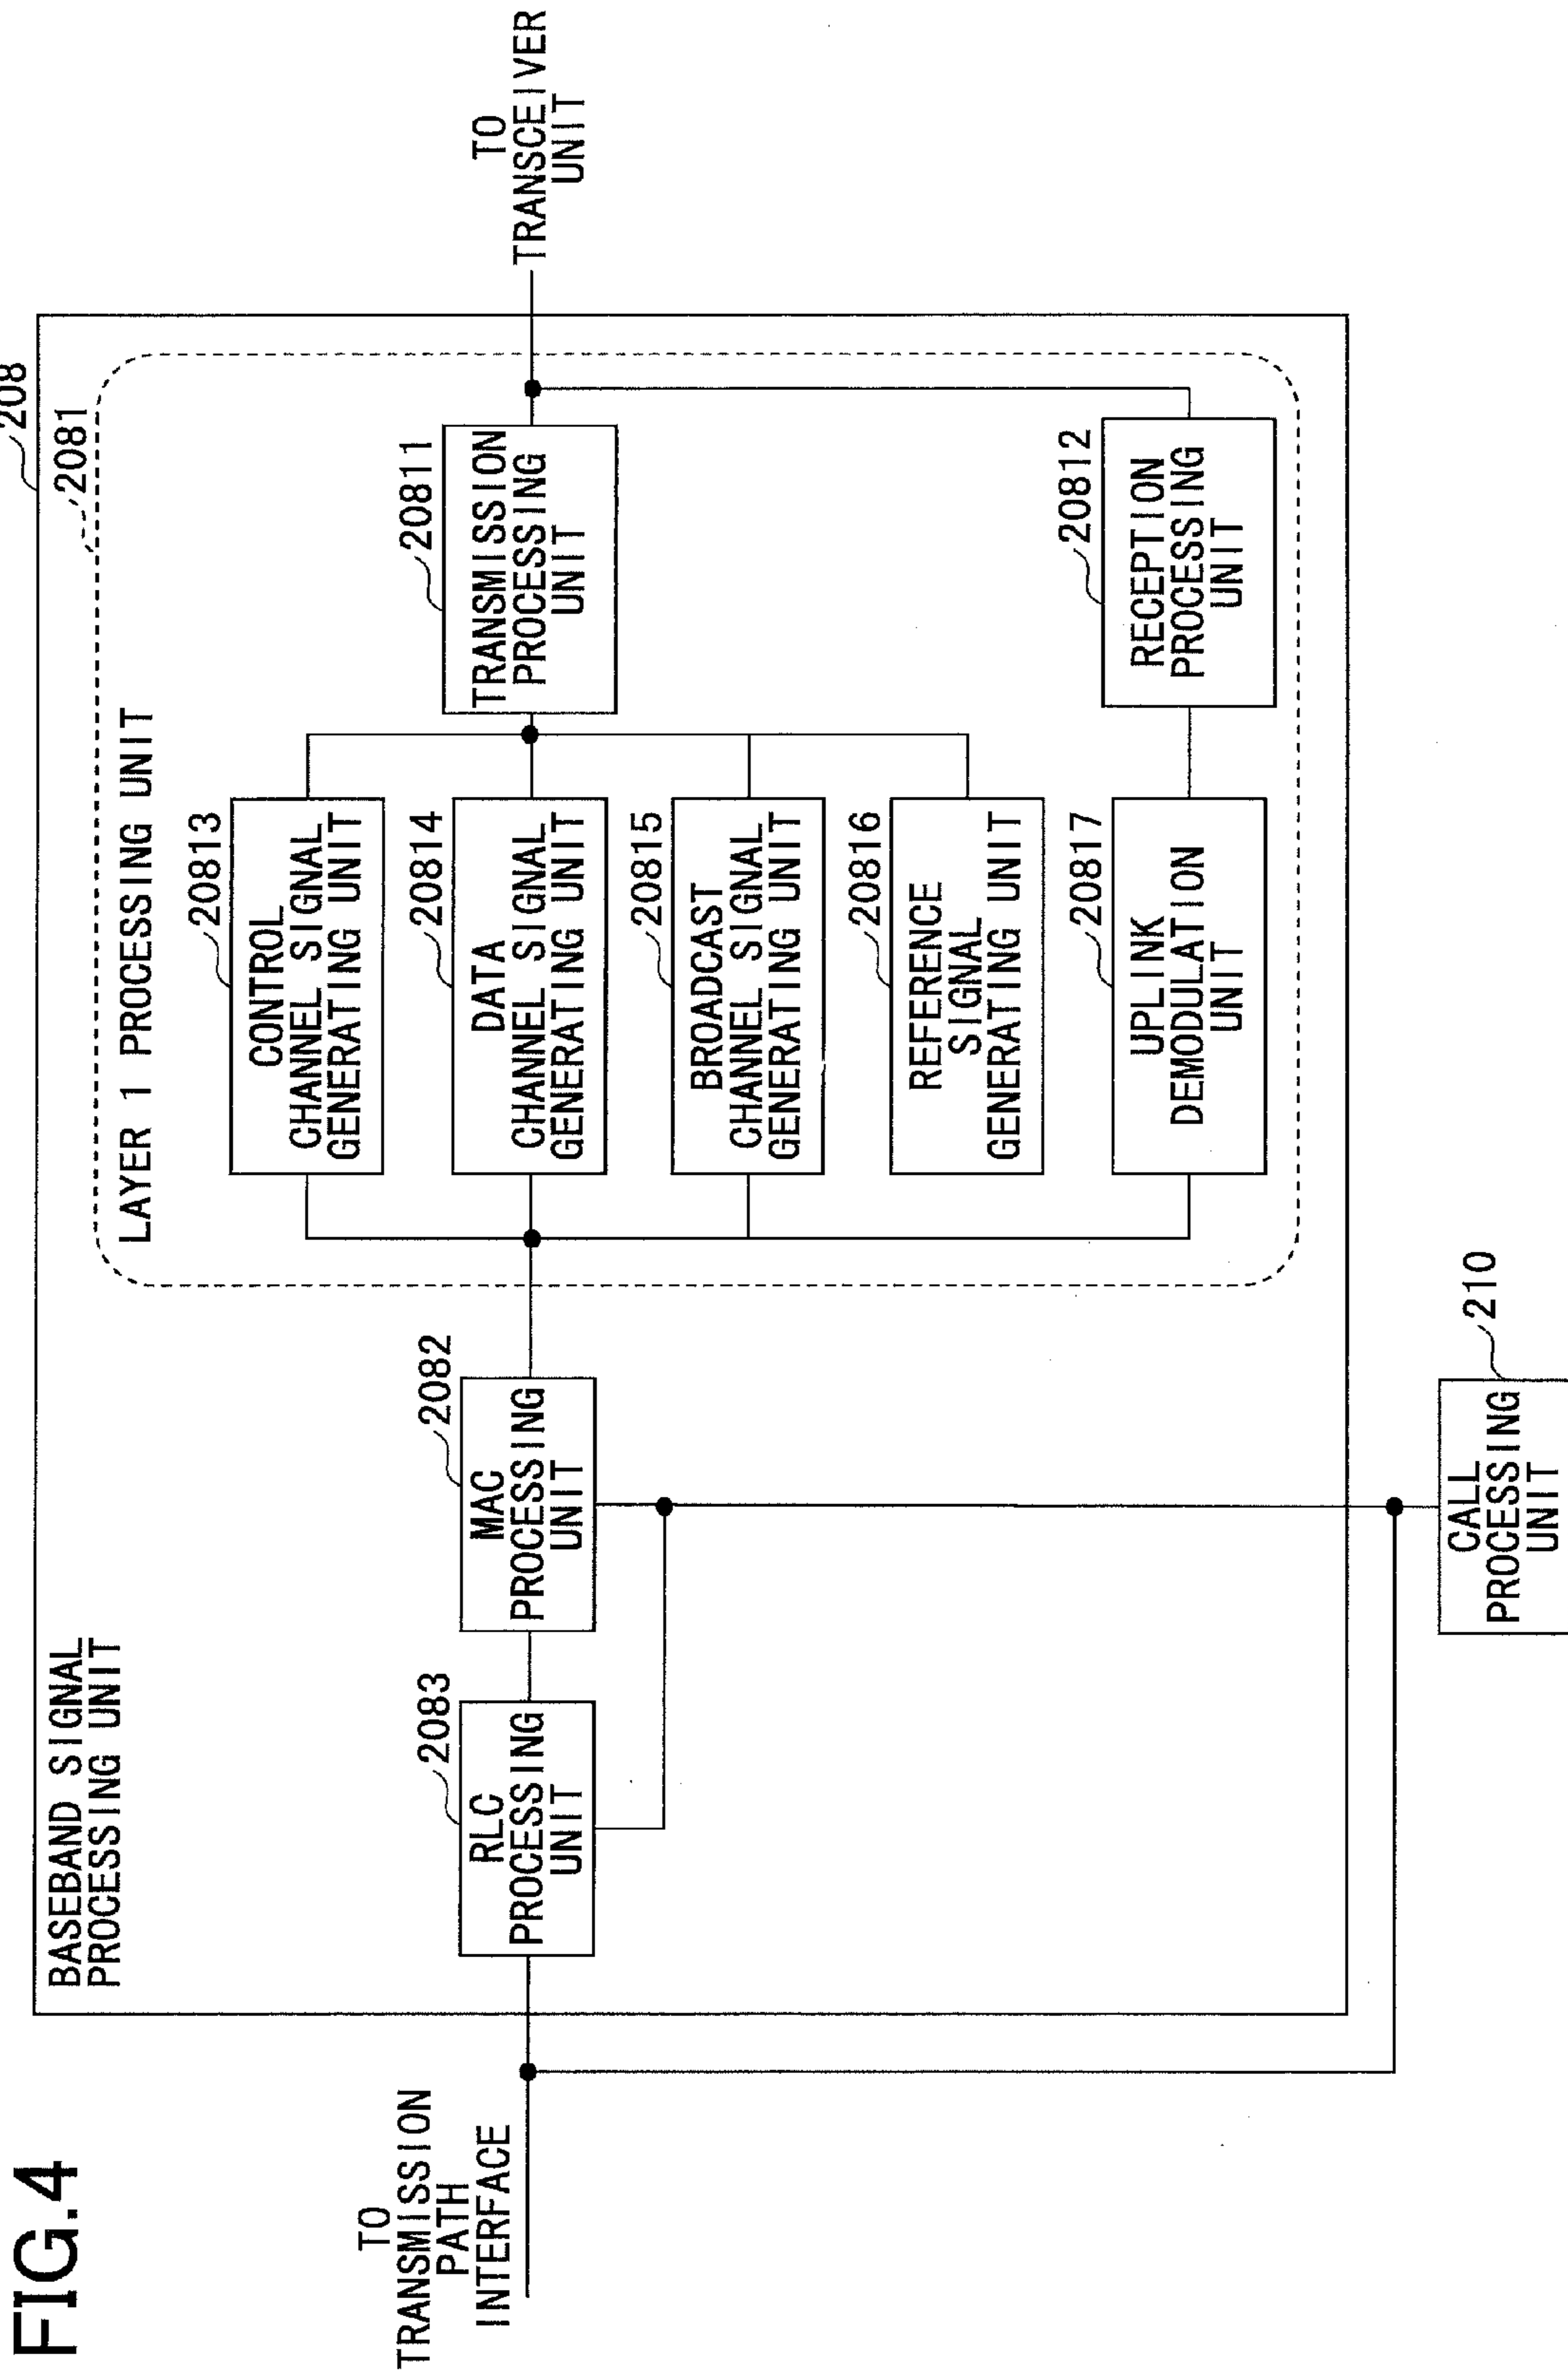 FIG.4
BASEBAND SIGNAL
PROCESSING UNIT
208
LAYER 1 PROCESSING UNIT
2081
TO
TRANSMISSION
PATH
INTERFACE
2083
RLC
PROCESSING
UNIT
2082
MAC
PROCESSING
UNIT
20813
CONTROL
CHANNEL SIGNAL
GENERATING UNIT
20814
DATA
CHANNEL SIGNAL
GENERATING UNIT
20815
BROADCAST
CHANNEL SIGNAL
GENERATING UNIT
20816
REFERENCE
SIGNAL
GENERATING UNIT
20817
UPLINK
DEMODULATION
UNIT
20811
TRANSMISSION
PROCESSING
UNIT
20812
RECEPTION
PROCESSING
UNIT
TO
TRANSCEIVER
UNIT
210
CALL
PROCESSING
UNIT